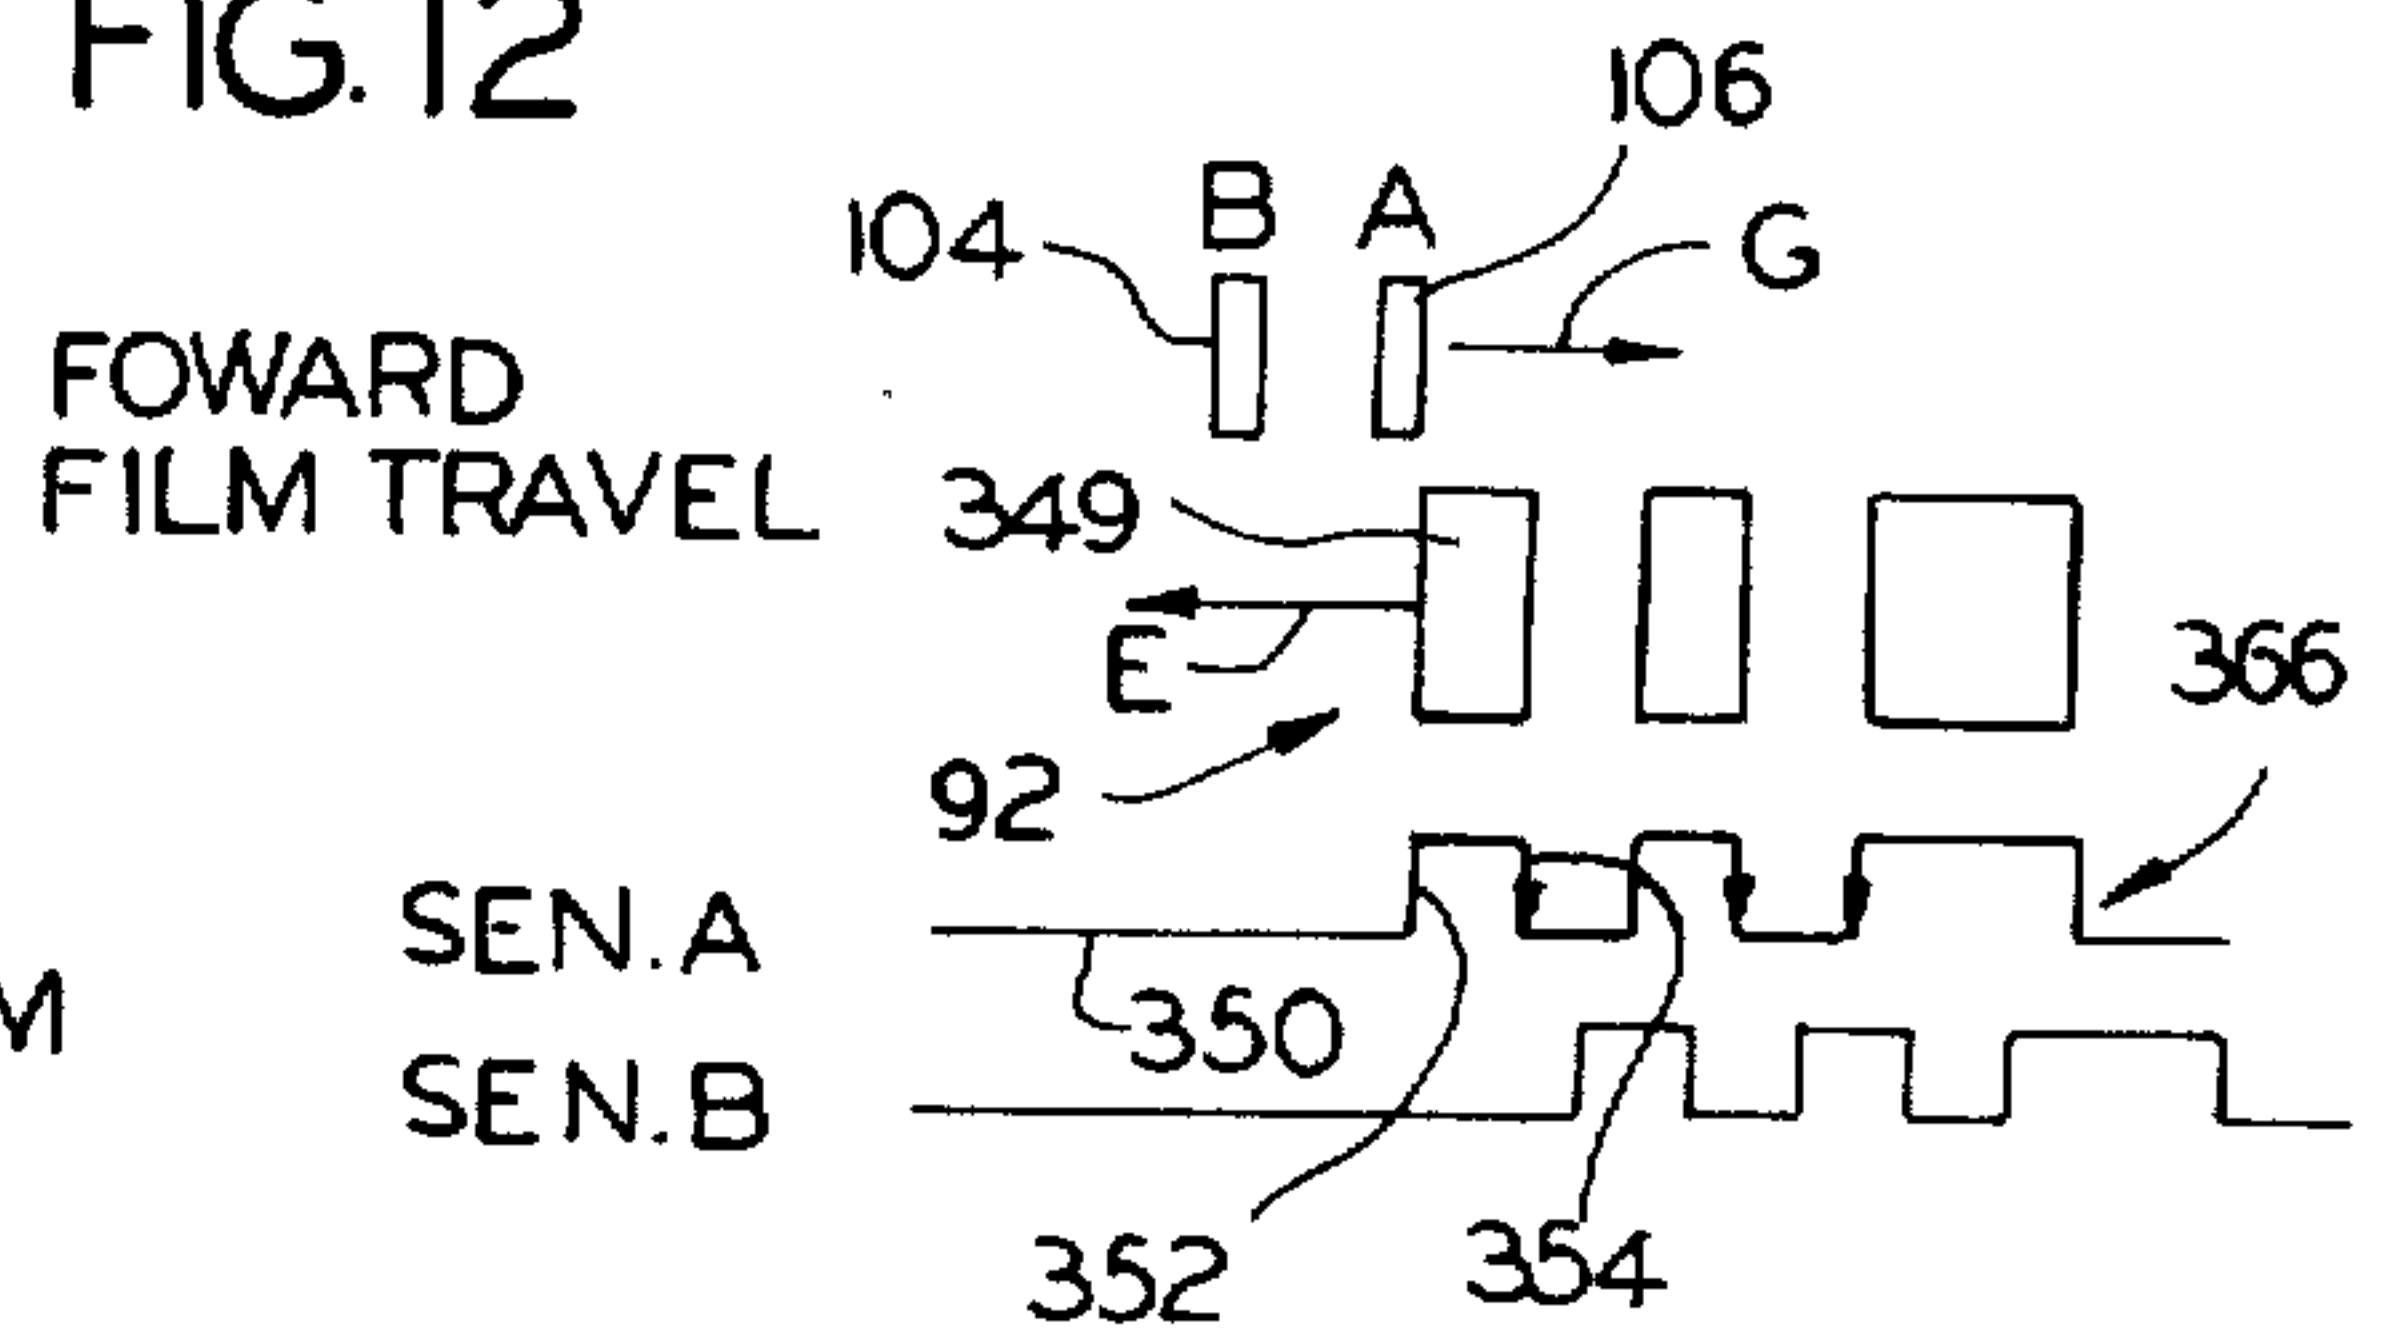 FIG. 12
106
B A
104
G
FOWARD
FILM TRAVEL
349
E
366
92
SEN. A
M
350
SEN. B
352
354